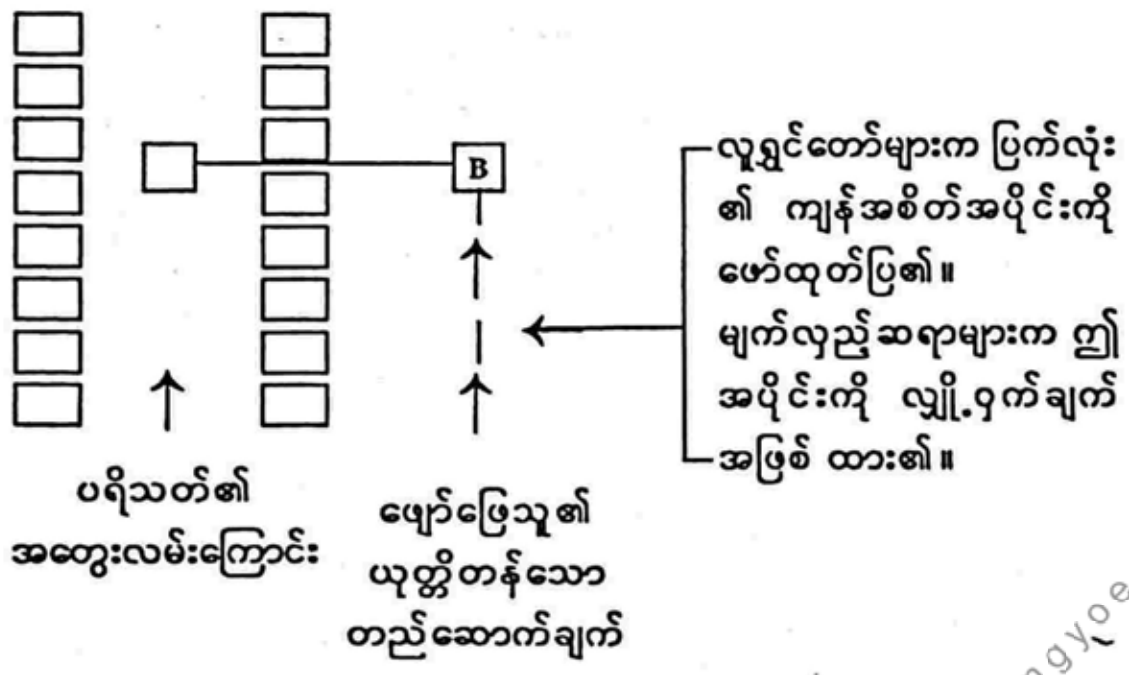 B
လူရွှင်တော်များက ပြက်လုံး
၏ ကျန်အစိတ်အပိုင်းကို
ဖော်ထုတ်ပြ၏။
မျက်လှည့်ဆရာများက ဤ
အပိုင်းကို လျှို့ဝှက်ချက်
အဖြစ် ထား၏။
ပရိသတ်၏
အတွေးလမ်းကြောင်း
ဖျော်ဖြေသူ၏
ယုတ္တိတန်သော
တည်ဆောက်ချက်